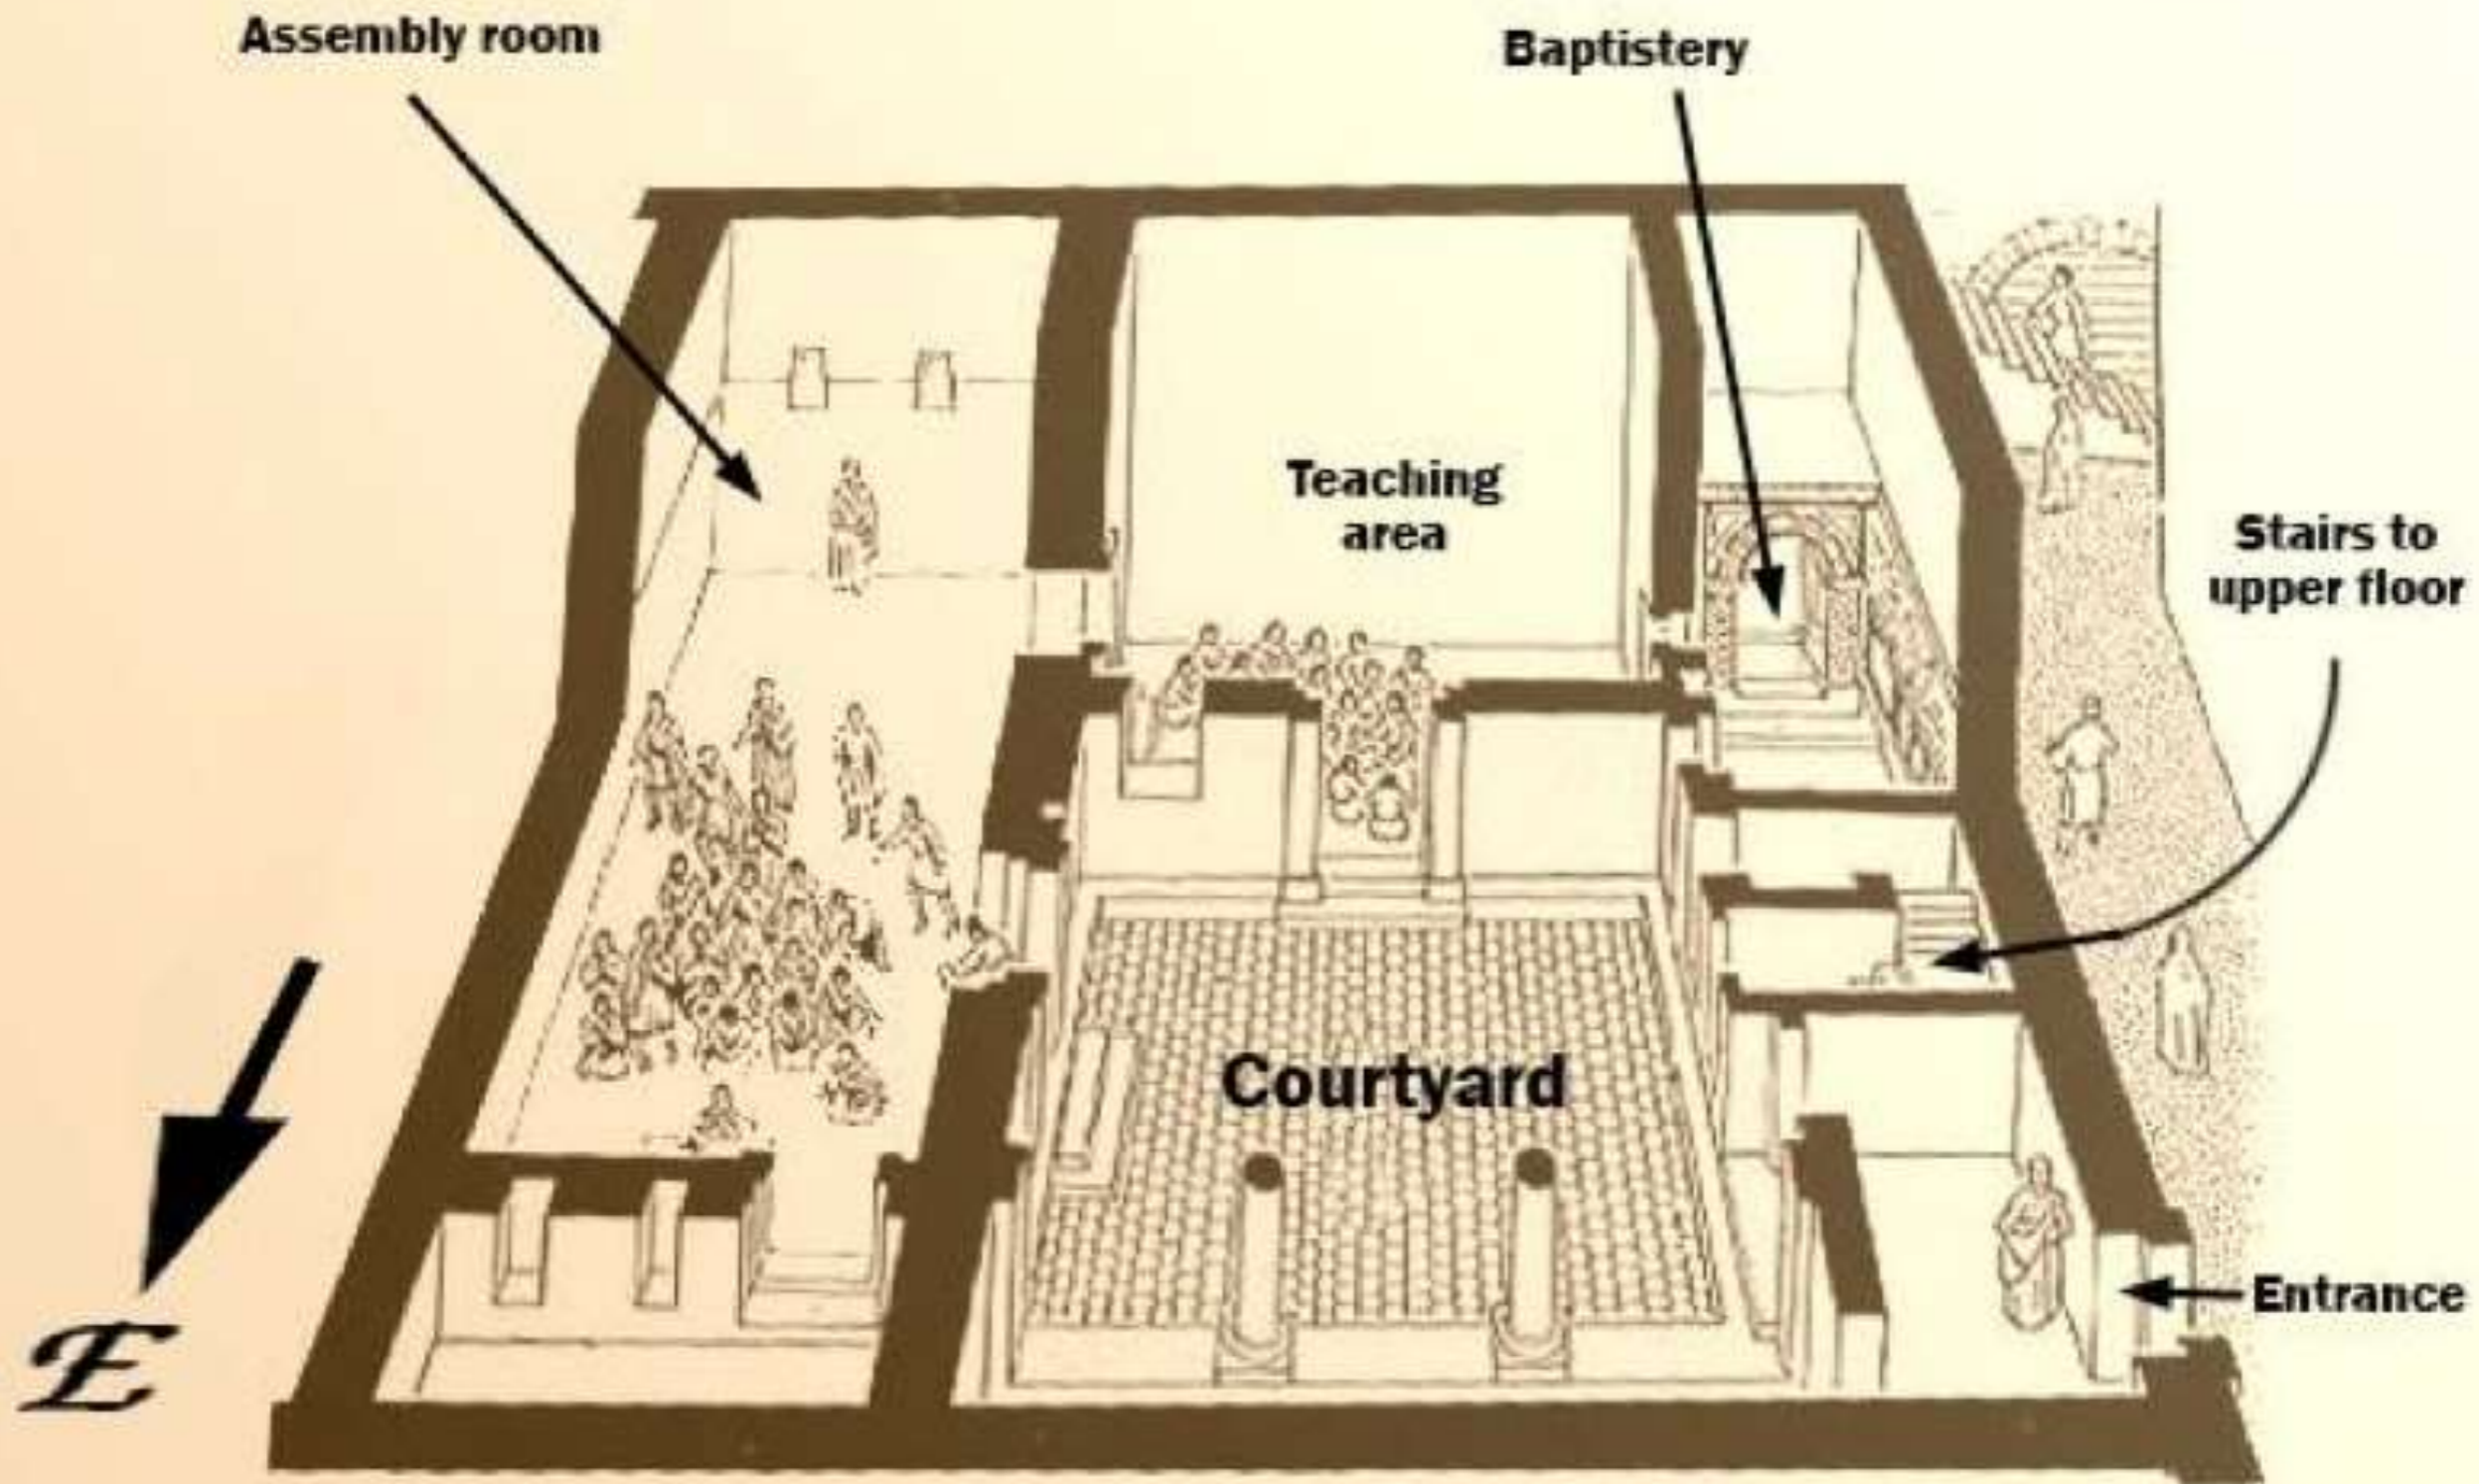 Assembly room
Baptistery
Teaching
area
Stairs to
upper floor
Courtyard
Entrance
E